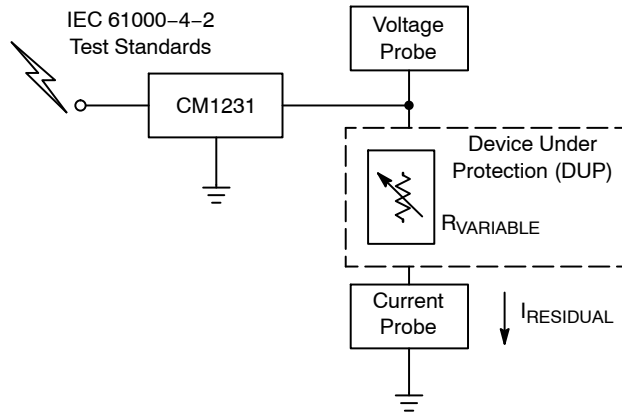 IEC 61000−4−2
Test Standards
Voltage
Probe
CM1231
Device Under
Protection (DUP)
RVARIABLE
Current
Probe
IRESIDUAL